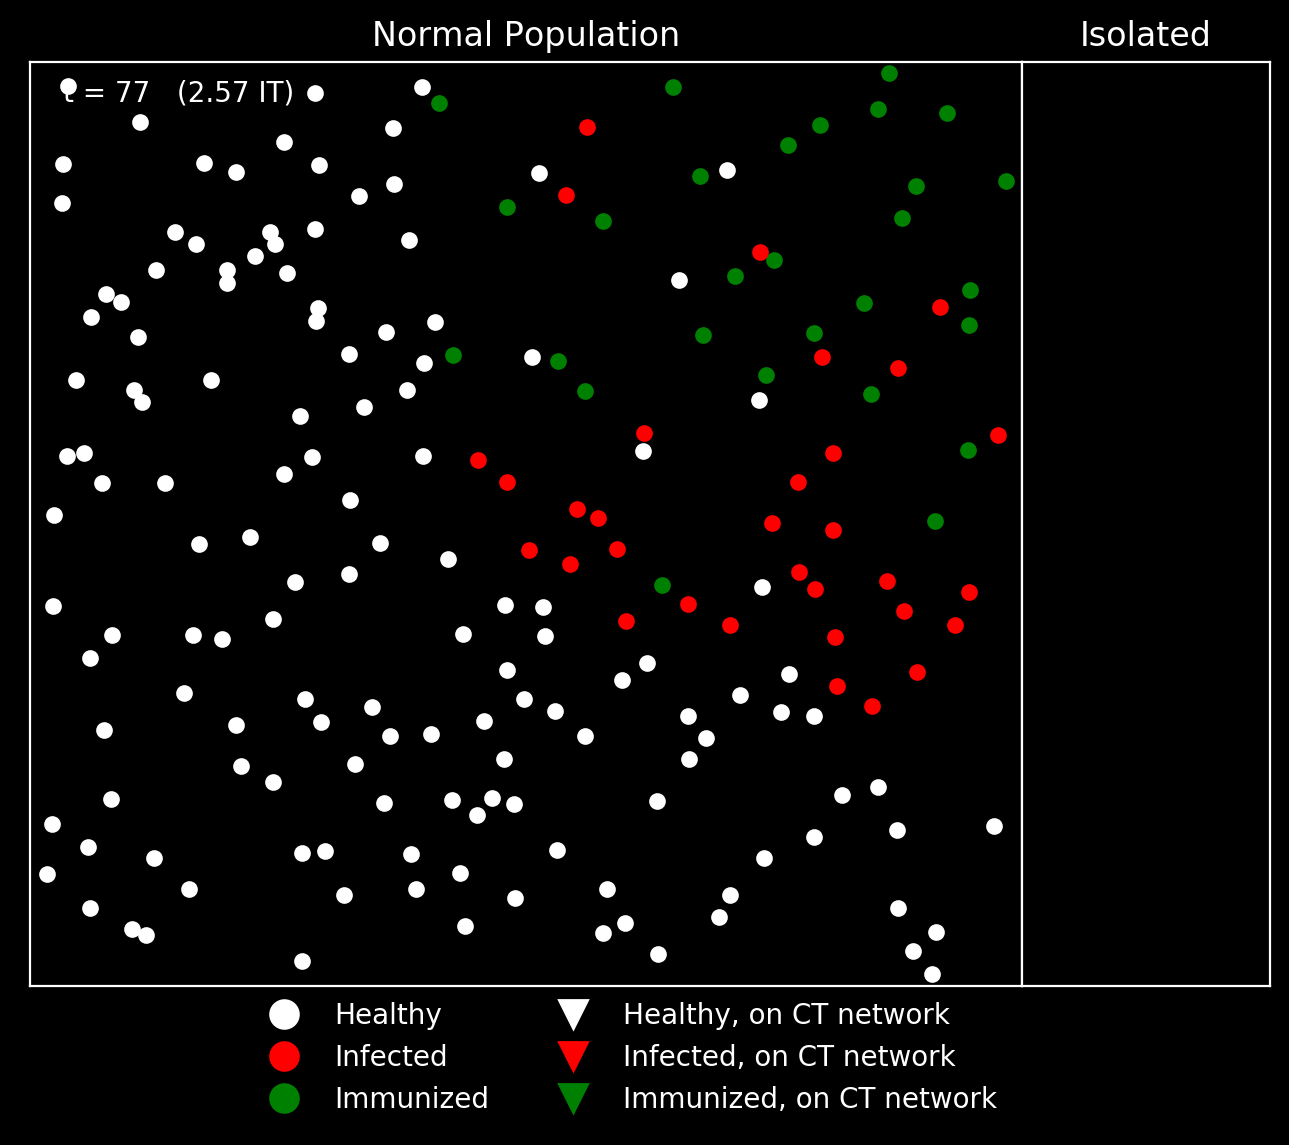 Normal Population Isolated
t = 77 (2.57 IT)
Healthy Healthy, on CT network
Infected Infected, on CT network
Immunized Immunized, on CT network